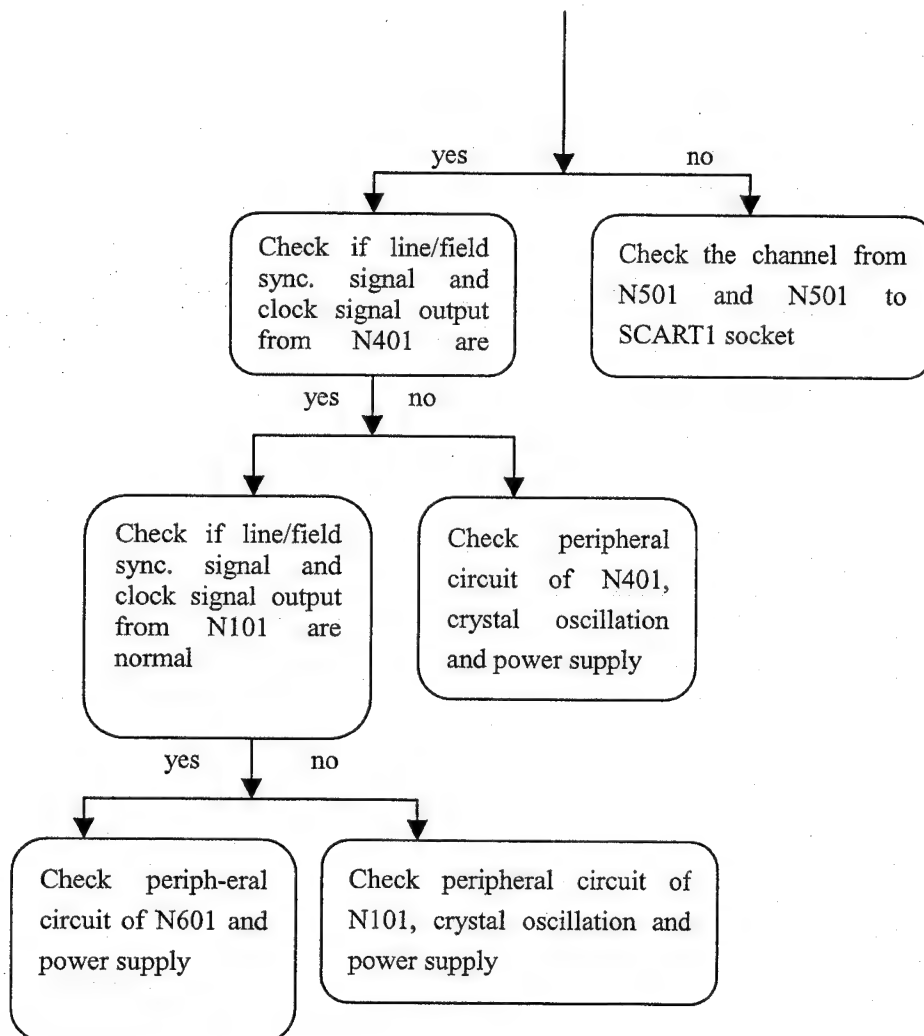 yes no
Check if line/field
sync. signal and
clock signal output
from N401 are
Check the channel from
N501 and N501 to
SCART1 socket
yes no
Check if line/field
sync. signal and
clock signal output
from N101 are
normal
Check peripheral
circuit of N401,
crystal oscillation
and power supply
yes no
Check periph-eral
circuit of N601 and
power supply
Check peripheral circuit of
N101, crystal oscillation and
power supply